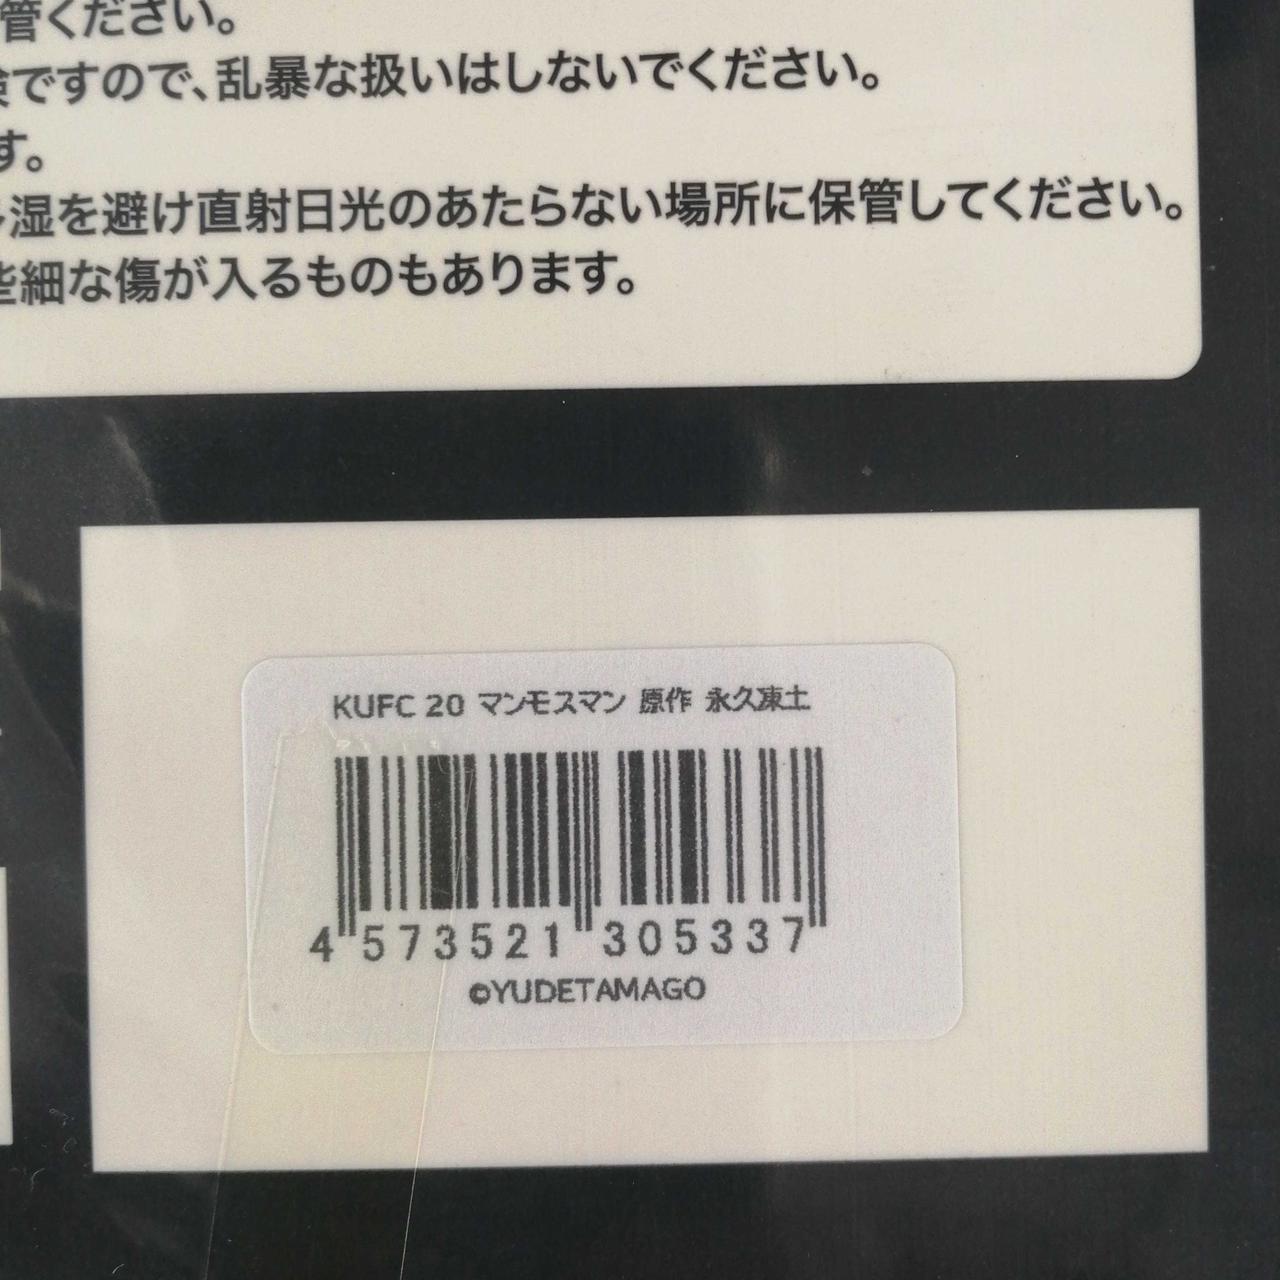 管ください。
険ですので、乱暴な扱いはしないでください。
す。
湿を避け直射日光のあたらない場所に保管してください。
些細な傷が入るものもあります。
KUFC 20 マンモスマン 原作 永久凍土
4 573521 305337
©YUDETAMAGO